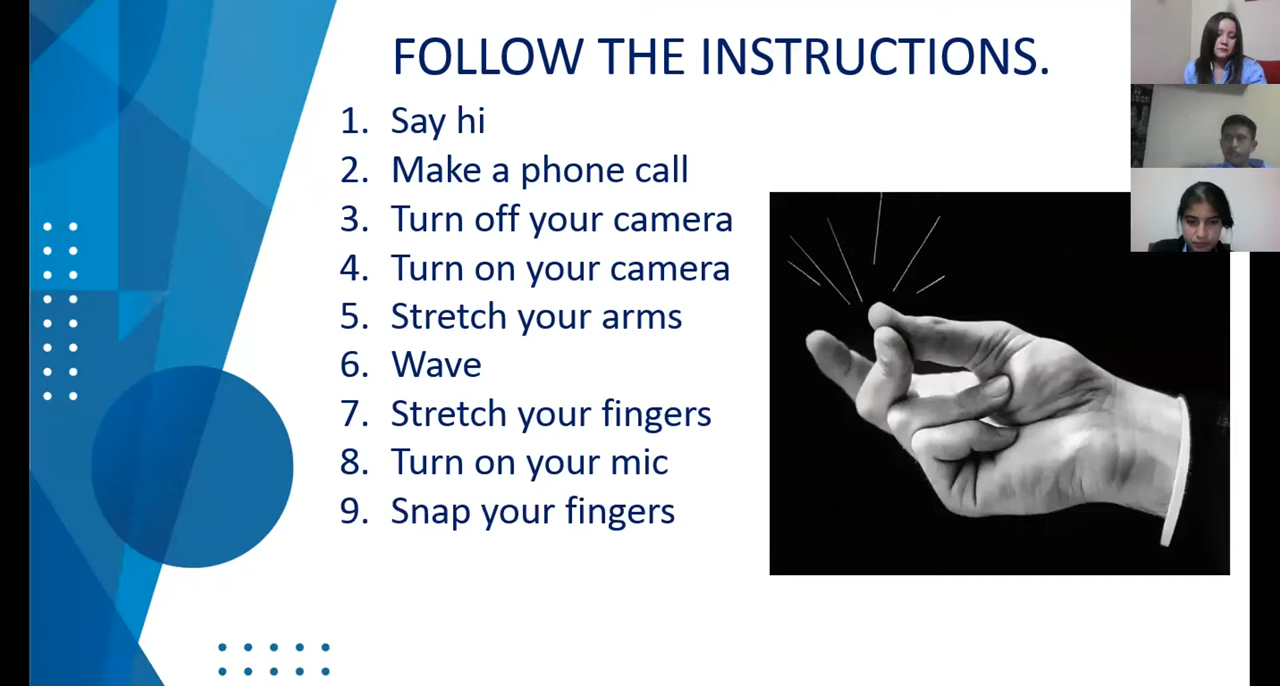 FOLLOW THE INSTRUCTIONS.
1. Say hi
2. Make a phone call
3. Turn off your camera
4. Turn on your camera
5. Stretch your arms
6. Wave
7. Stretch your fingers
8. Turn on your mic
9. Snap your fingers